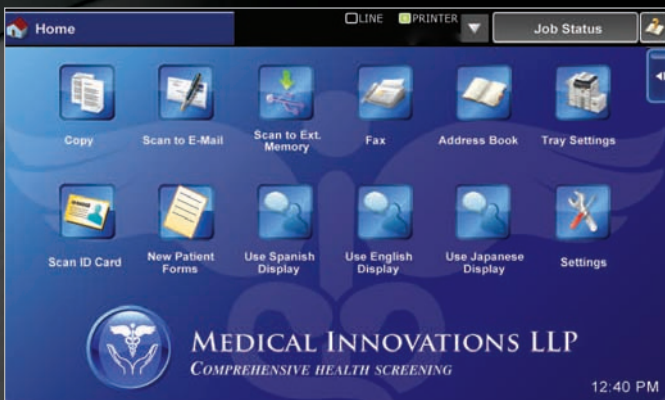 Home
LINE
PRINTER
Job Status
Copy
Scan to E-Mail
Scan to Ext.
Memory
Fax
Address Book
Tray Settings
Scan ID Card
New Patient
Forms
Use Spanish
Display
Use English
Display
Use Japanese
Display
Settings
MEDICAL INNOVATIONS LLP
COMPREHENSIVE HEALTH SCREENING
12:40 PM